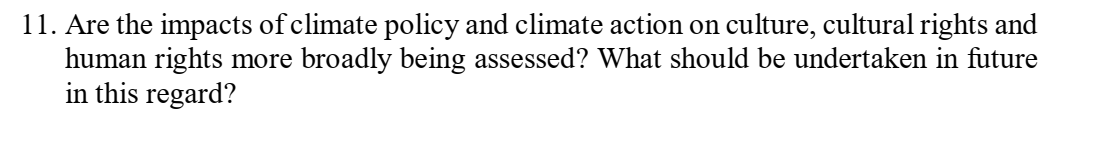 11. Are the impacts of climate policy and climate action on culture, cultural rights and
human rights more broadly being assessed? What should be undertaken in future
in this regard?